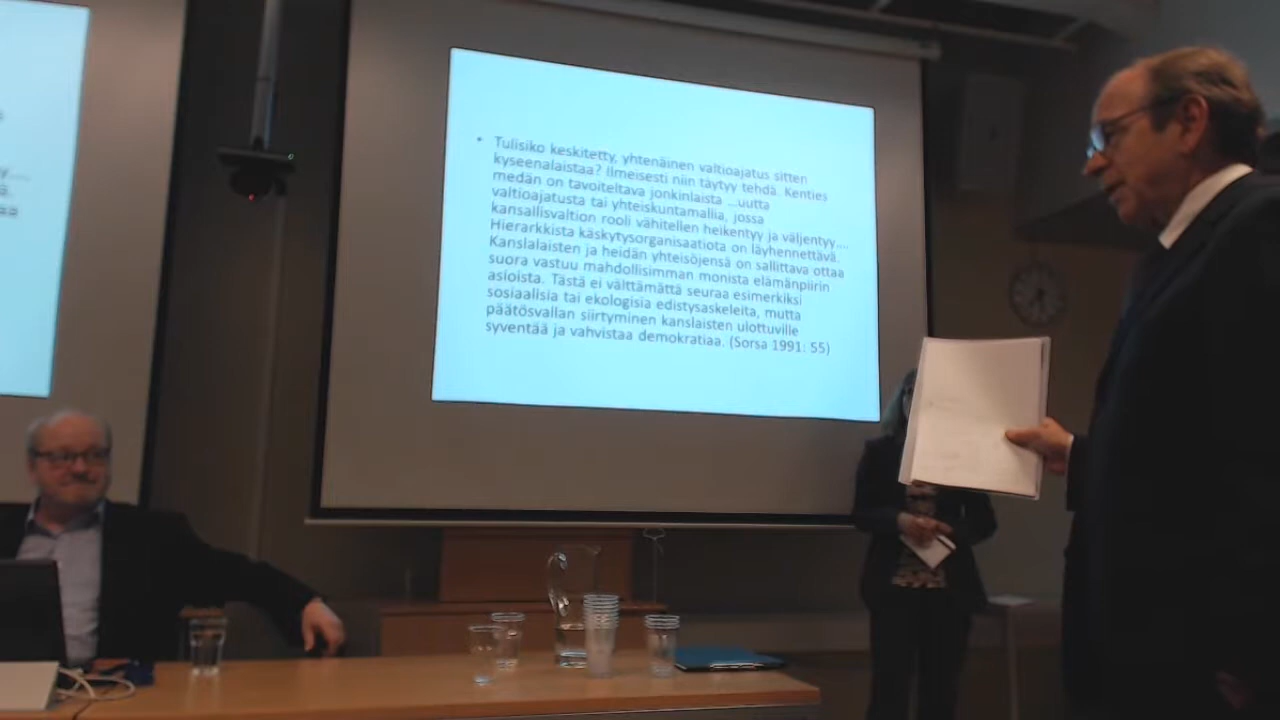 • Tulisiko keskitetty, yhtenäinen valtioajatus sitten
kyseenalaistaa? Ilmeisesti niin täytyy tehdä. Kenties
medän on tavoiteltava jonkinlaista ...uutta
valtioajatusta tai yhteiskuntamallia, jossa
kansallisvaltion rooli vähitellen heikentyy ja väljentyy....
Hierarkkista käskytysorganisaatiota on läyhennettävä.
Kanslalaisten ja heidän yhteisöjensä on sallittava ottaa
suora vastuu mahdollisimman monista elämänpiirin
asioista. Tästä ei välttämättä seuraa esimerkiksi
sosiaalisia tai ekologisia edistysaskeleita, mutta
päätösvallan siirtyminen kanslaisten ulottuville
syventää ja vahvistaa demokratiaa. (Sorsa 1991: 55)